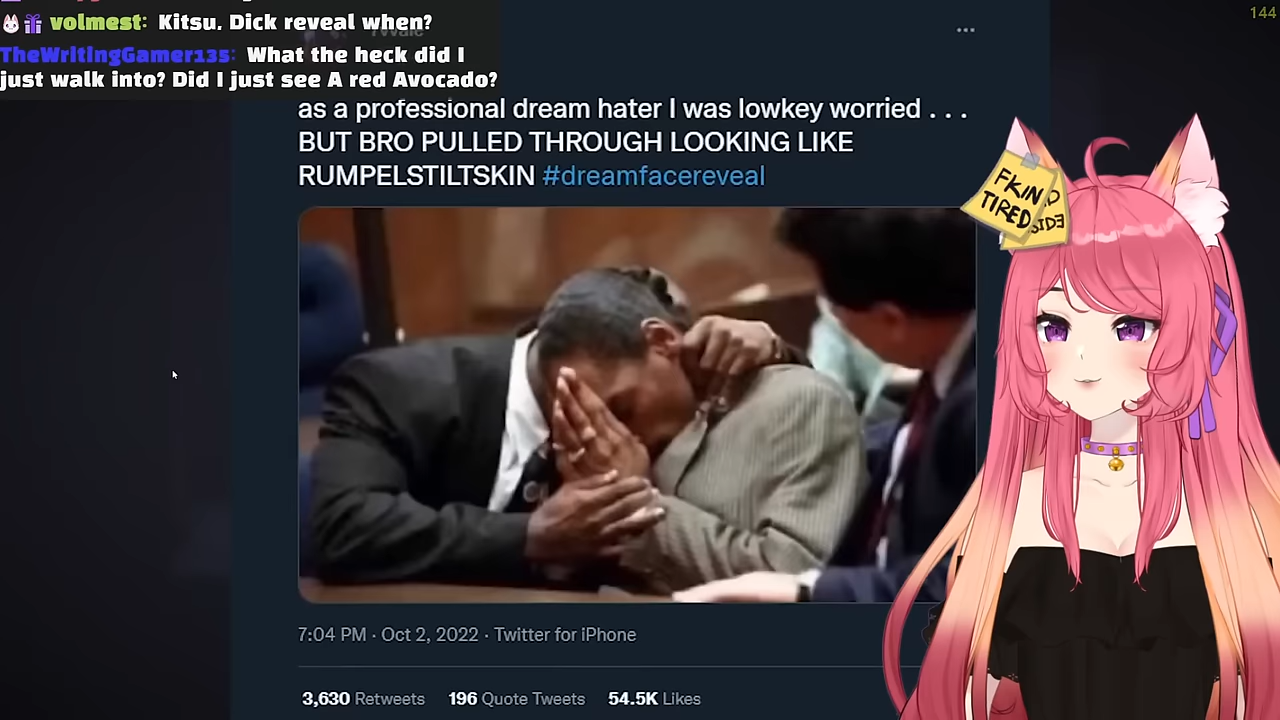 volmest: Kitsu, Dick reveal when?
TheWritingGamer135: What the heck did I
just walk into? Did I just see A red Avocado?
144
as a professional dream hater I was lowkey worried . . .
BUT BRO PULLED THROUGH LOOKING LIKE
RUMPELSTILTSKIN #dreamfacereveal
FKIN
TIRED
7:04 PM · Oct 2, 2022 · Twitter for iPhone
3,630 Retweets 196 Quote Tweets 54.5K Likes